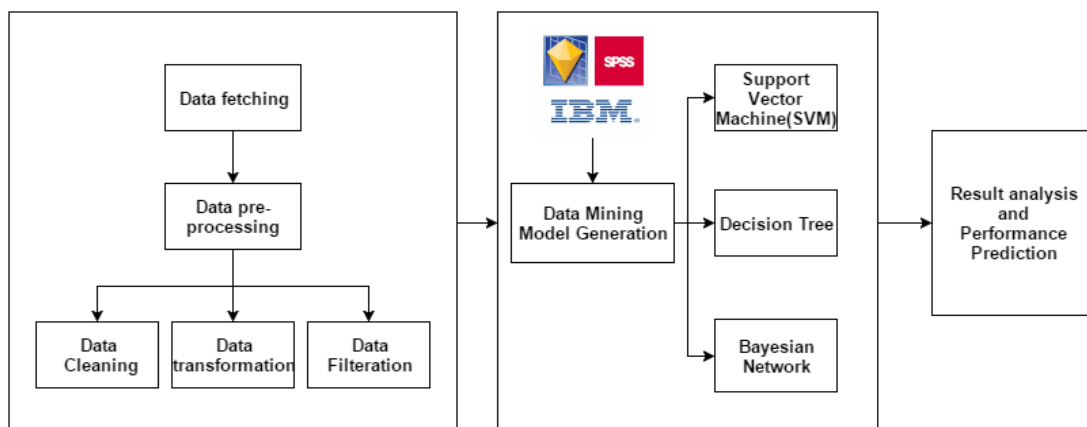 Data fetching
Data pre-
processing
Data
Cleaning
Data
transformation
Data
Filteration
SPSS
IBM®
Data Mining
Model Generation
Support
Vector
Machine(SVM)
Decision Tree
Bayesian
Network
Result analysis
and
Performance
Prediction